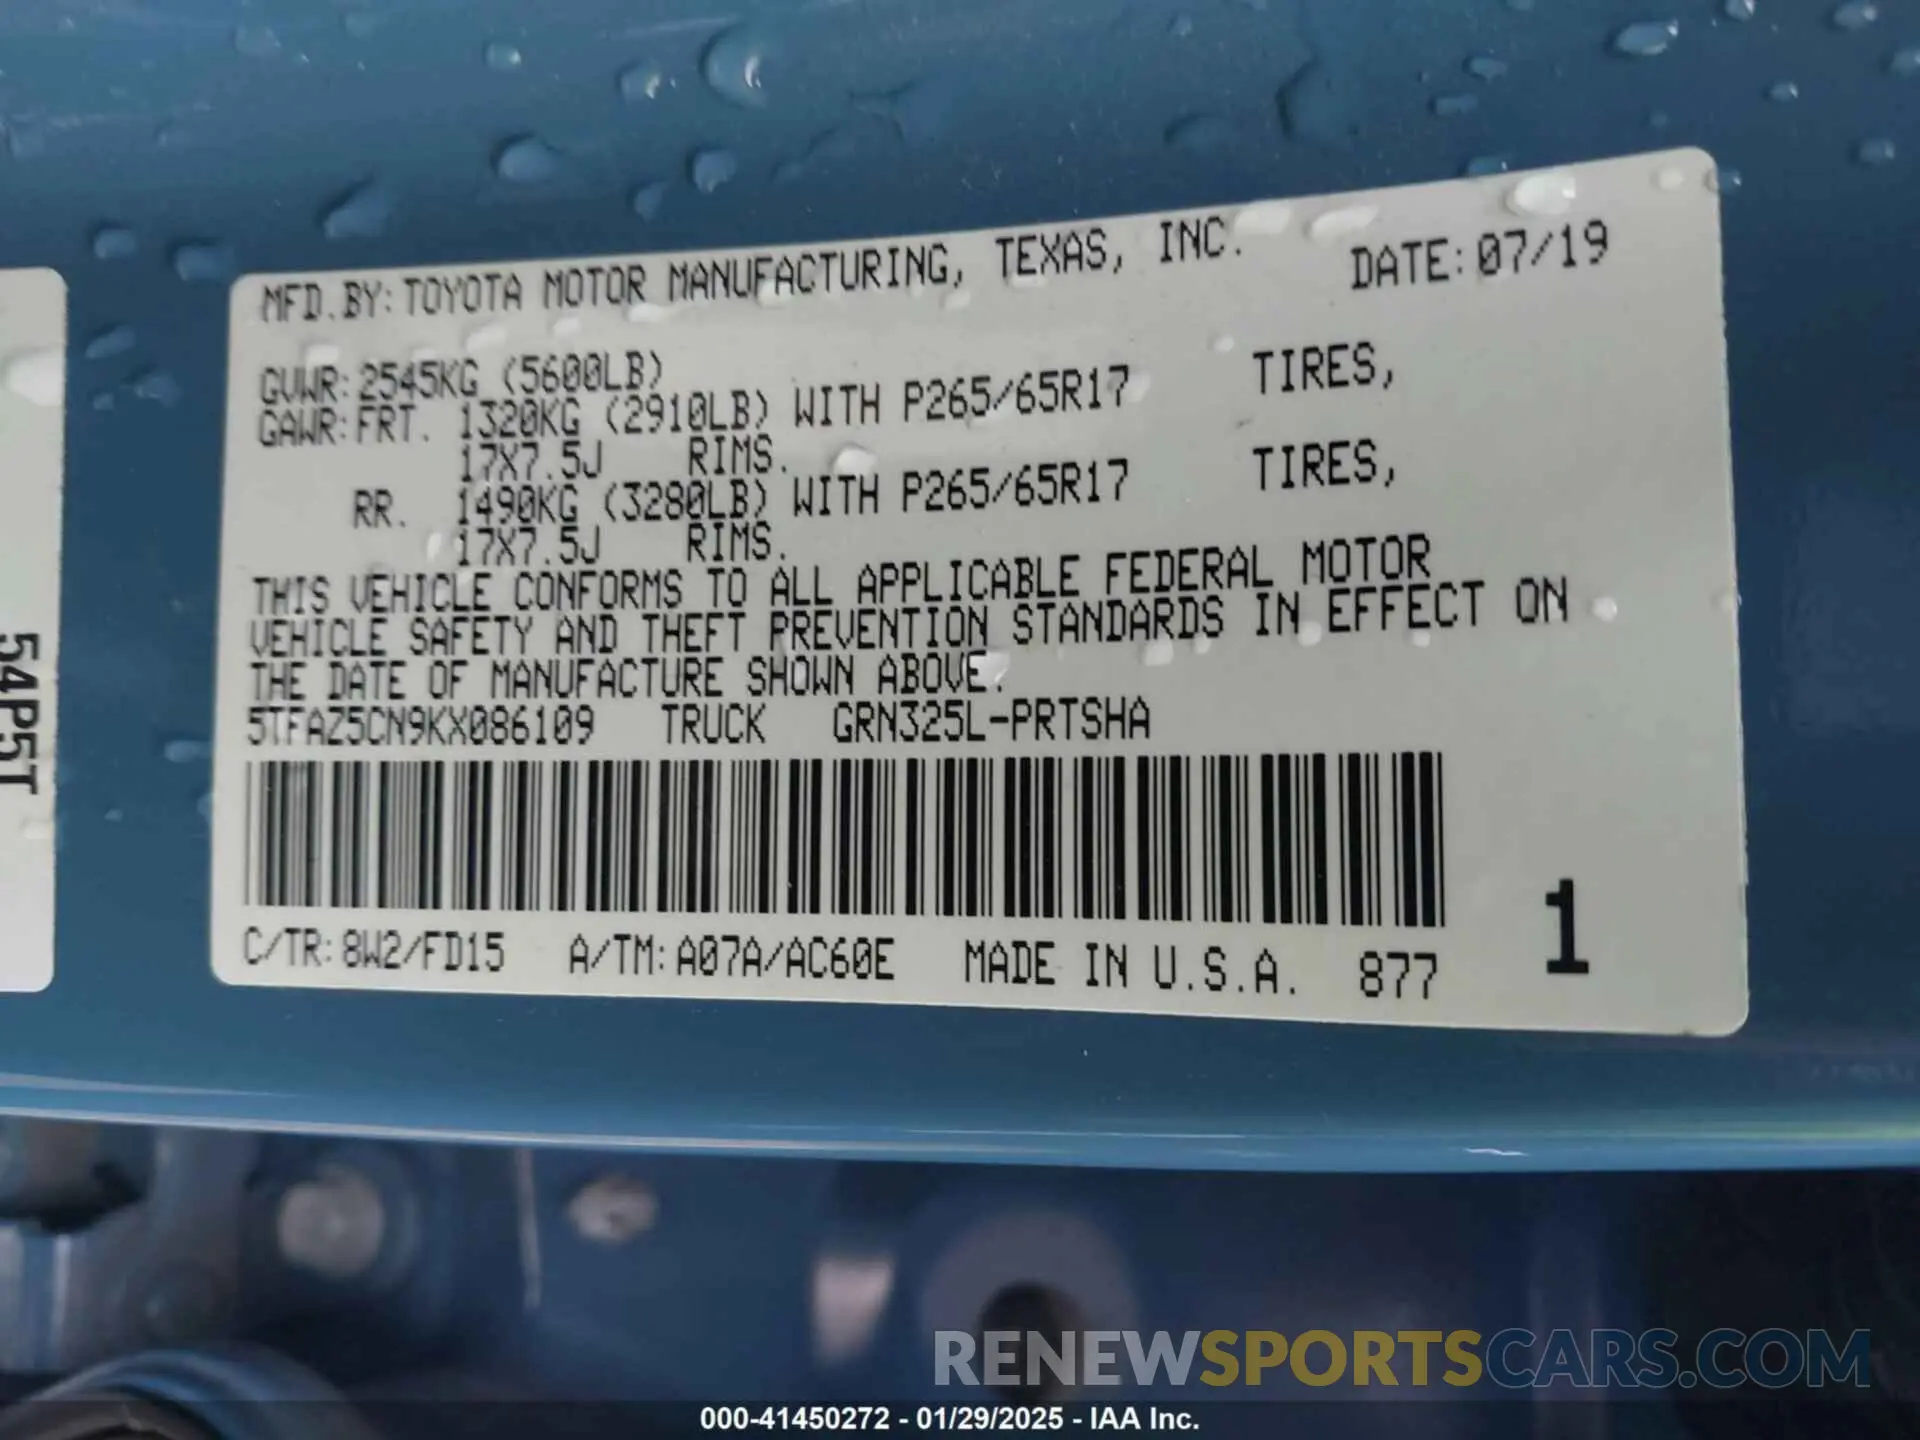 MFD.BY:TOYOTA MOTOR MANUFACTURING, TEXAS, INC. DATE:07/19
GVWR:2545KG (5600LB)
GAWR:FRT. 1320KG (2910LB) WITH P265/65R17 TIRES,
17X7.5J RIMS.
RR. 1490KG (3280LB) WITH P265/65R17 TIRES,
17X7.5J RIMS.
THIS VEHICLE CONFORMS TO ALL APPLICABLE FEDERAL MOTOR
VEHICLE SAFETY AND THEFT PREVENTION STANDARDS IN EFFECT ON
THE DATE OF MANUFACTURE SHOWN ABOVE.
5TFAZ5CN9KX086109 TRUCK GRN325L-PRTSHA
C/TR:8W2/FD15 A/TM:A07A/AC60E MADE IN U.S.A. 877
1
54P5T
RENEWSPORTSCARS.COM
000-41450272 - 01/29/2025 - IAA Inc.